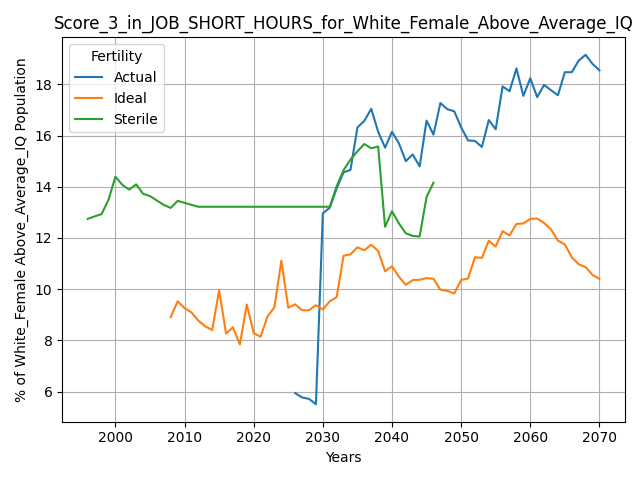 Score_3_in_JOB_SHORT_HOURS_for_White_Female_Above_Average_IQ
Fertility
Actual
Ideal
Sterile
% of White_Female Above_Average_IQ Population
18
16
14
12
10
8
6
2000 2010 2020 2030 2040 2050 2060 2070
Years